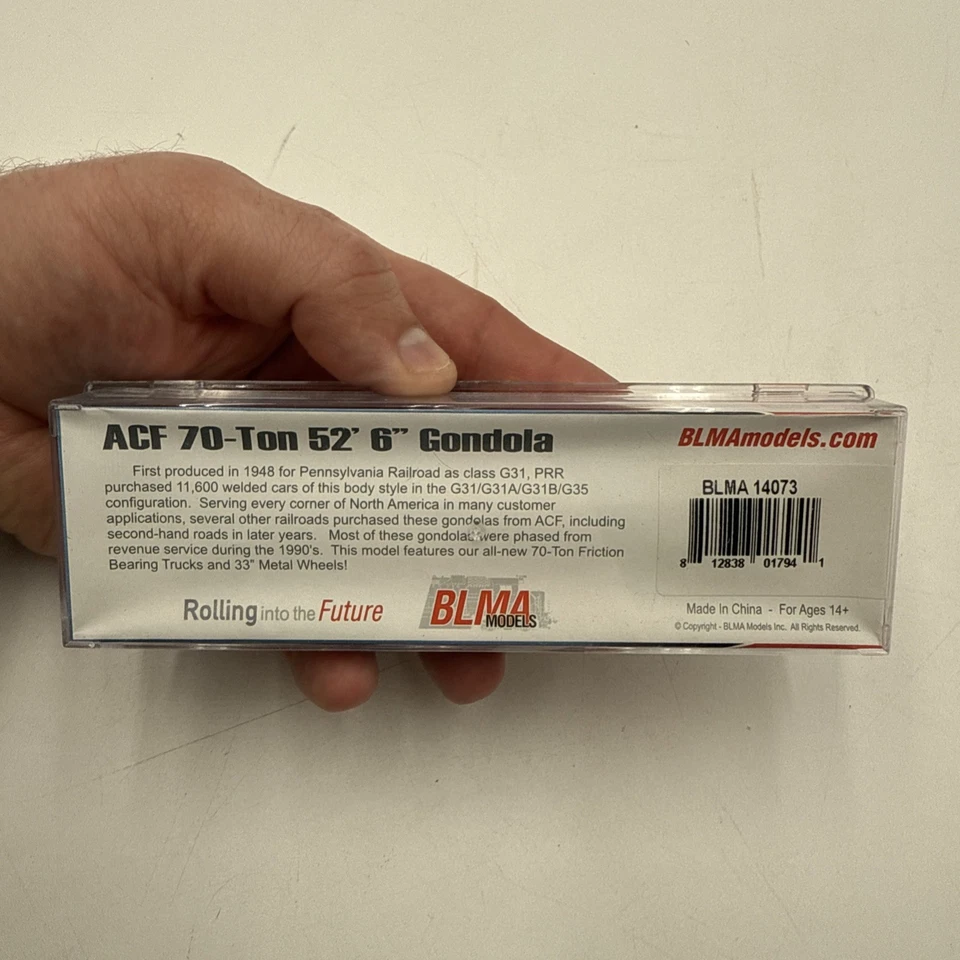 ACF 70-Ton 52' 6" Gondola
BLMAmodels.com
First produced in 1948 for Pennsylvania Railroad as class G31, PRR
purchased 11,600 welded cars of this body style in the G31/G31A/G31B/G35
configuration. Serving every corner of North America in many customer
applications, several other railroads purchased these gondolas from ACF, including
second-hand roads in later years. Most of these gondolas were phased from
revenue service during the 1990's. This model features our all-new 70-Ton Friction
Bearing Trucks and 33" Metal Wheels!
BLMA 14073
8 12838 01794 1
Rolling into the Future
BLMA
MODELS
Made In China - For Ages 14+
© Copyright - BLMA Models Inc. All Rights Reserved.